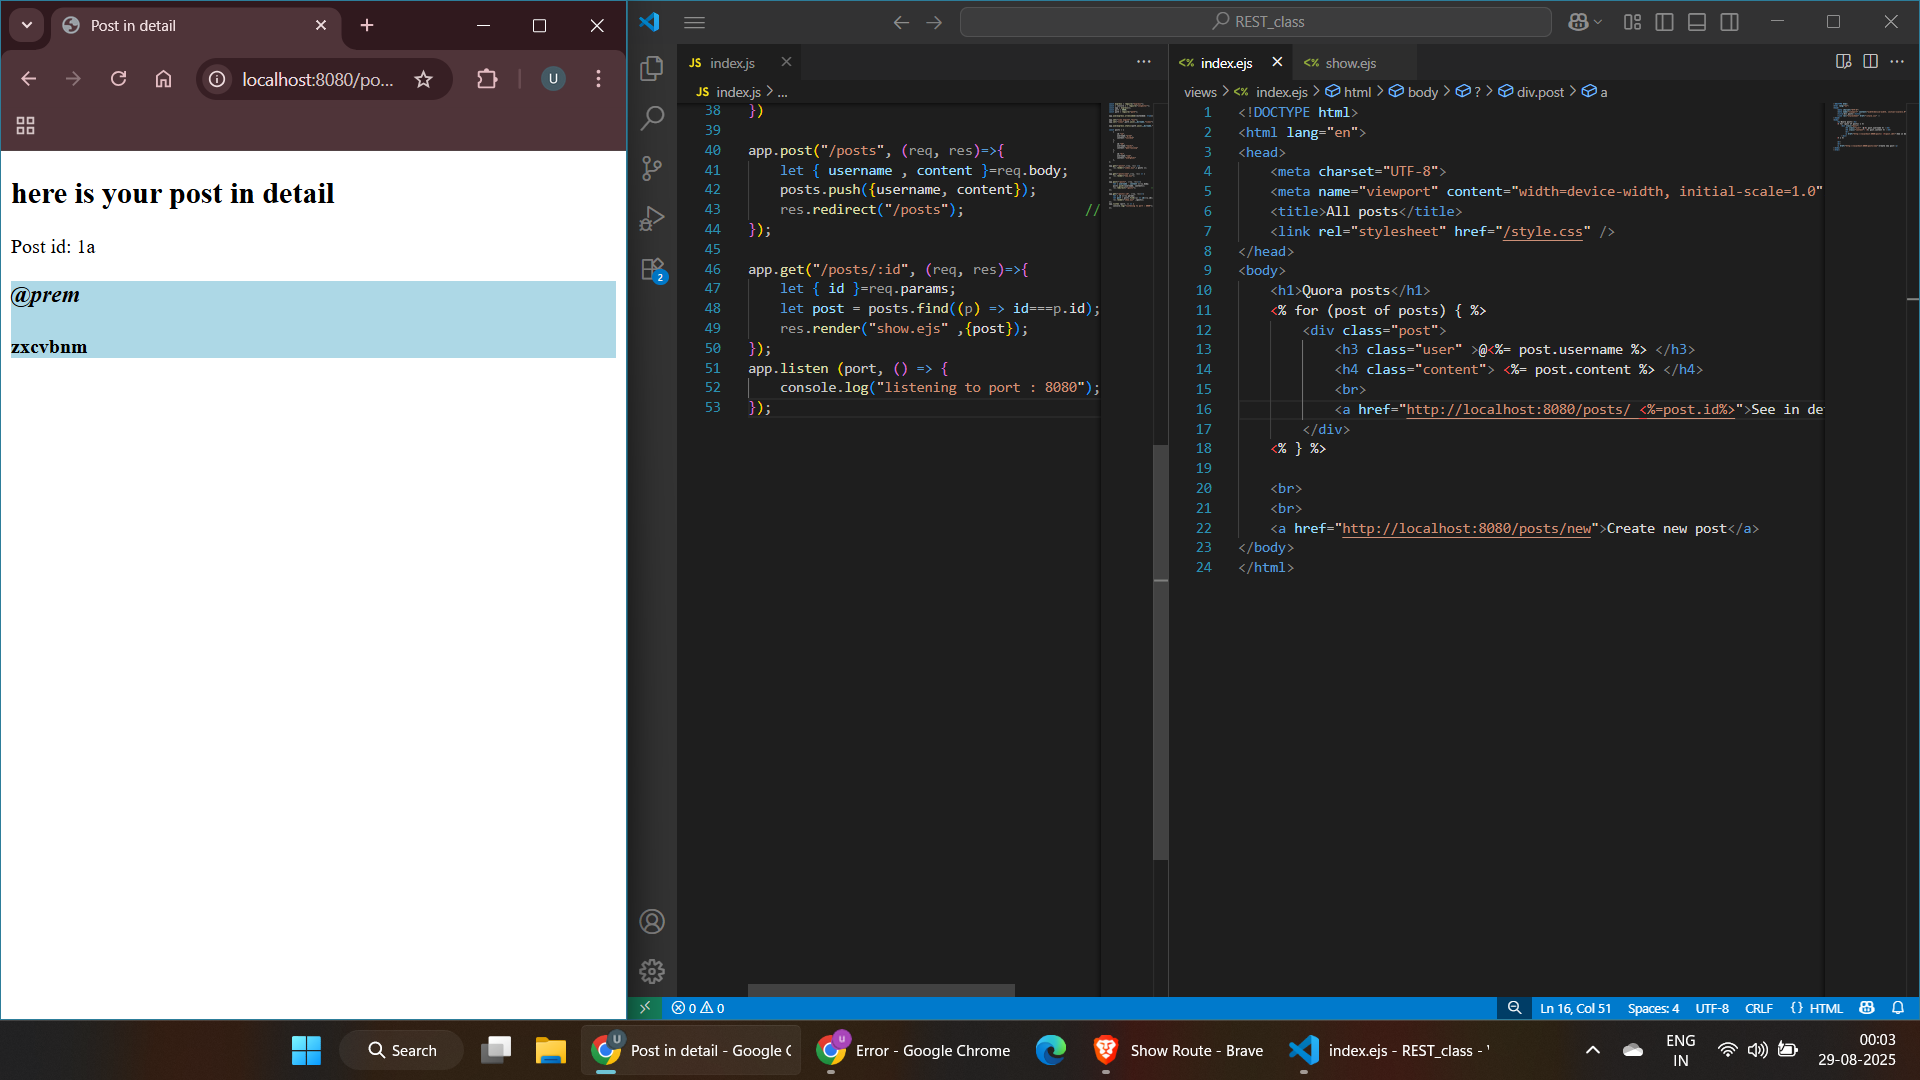 Post in detail
localhost:8080/po...
U
here is your post in detail
Post id: 1a
@prem
zxcvbnm
REST_class
JS index.js
JS index.js > ...
38 })
39
40 app.post("/posts", (req, res)=>{
41 let { username , content }=req.body;
42 posts.push({username, content});
43 res.redirect("/posts"); //
44 });
45
46 app.get("/posts/:id", (req, res)=>{
47 let { id }=req.params;
48 let post = posts.find((p) => id===p.id);
49 res.render("show.ejs" ,{post});
50 });
51 app.listen (port, () => {
52 console.log("listening to port : 8080");
53 });
<% index.ejs
<% show.ejs
views > <% index.ejs > html > body > ? > div.post > a
1 <!DOCTYPE html>
2 <html lang="en">
3 <head>
4 <meta charset="UTF-8">
5 <meta name="viewport" content="width=device-width, initial-scale=1.0"
6 <title>All posts</title>
7 <link rel="stylesheet" href="/style.css" />
8 </head>
9 <body>
10 <h1>Quora posts</h1>
11 <% for (post of posts) { %>
12 <div class="post">
13 <h3 class="user" >@<%= post.username %> </h3>
14 <h4 class="content"> <%= post.content %> </h4>
15 <br>
16 <a href="http://localhost:8080/posts/ <%=post.id%>">See in de
17 </div>
18 <% } %>
19
20 <br>
21 <br>
22 <a href="http://localhost:8080/posts/new">Create new post</a>
23 </body>
24 </html>
2
0 0
Ln 16, Col 51
Spaces: 4
UTF-8
CRLF
{ } HTML
Search
U
Post in detail - Google C
u
Error - Google Chrome
Show Route - Brave
index.ejs - REST_class -
ENG
IN
00:03
29-08-2025